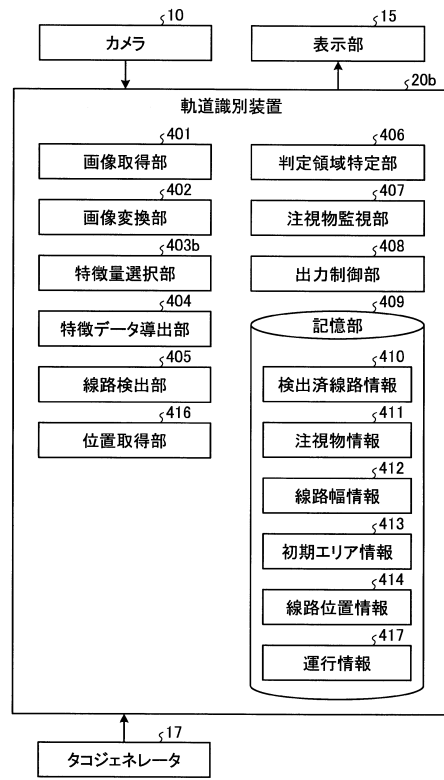 10
カメラ
15
表示部
20b
軌道識別装置
401
画像取得部
402
画像変換部
403b
特徴量選択部
404
特徴データ導出部
405
線路検出部
416
位置取得部
406
判定領域特定部
407
注視物監視部
408
出力制御部
409
記憶部
410
検出済線路情報
411
注視物情報
412
線路幅情報
413
初期エリア情報
414
線路位置情報
417
運行情報
17
タコジェネレータ